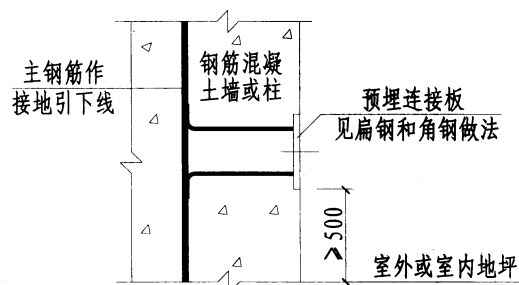 主钢筋作
接地引下线
钢筋混凝
土墙或柱
预埋连接板
见扁钢和角钢做法
≥500
室外或室内地坪